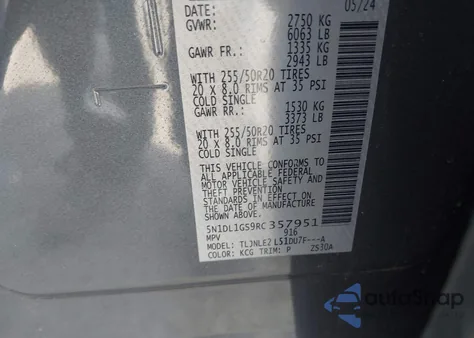 DATE: 05/24
GVWR: 2750 KG
6063 LB
GAWR FR.: 1335 KG
2943 LB
WITH 255/50R20 TIRES
20 x 8.0 RIMS AT 35 PSI
COLD SINGLE
GAWR RR.: 1530 KG
3373 LB
WITH 255/50R20 TIRES
20 x 8.0 RIMS AT 35 PSI
COLD SINGLE
THIS VEHICLE CONFORMS TO
ALL APPLICABLE FEDERAL
MOTOR VEHICLE SAFETY AND
THEFT PREVENTION
STANDARDS IN EFFECT ON
THE DATE OF MANUFACTURE
SHOWN ABOVE.
5N1DL1GS9RC357951
MPV 916
MODEL: TLJNLEZ L51DU7F---A
COLOR: KCG TRIM: P 2S30A
AutoSnap